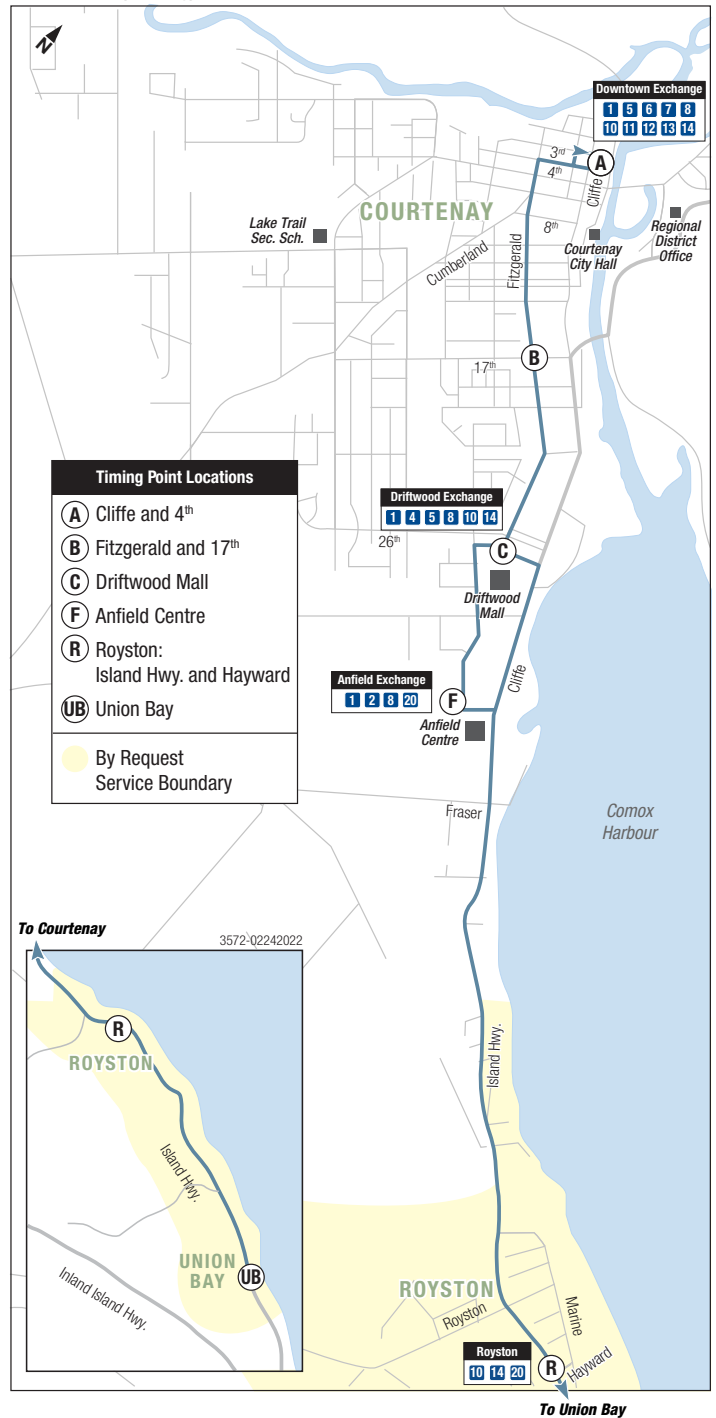 N
Downtown Exchange
1 5 6 7 8
10 11 12 13 14
3rd
A
4th
Cliffe
COURTENAY
Lake Trail
Sec. Sch.
8th
Regional
District
Office
Courtenay
City Hall
Cumberland
Fitzgerald
B
17th
Timing Point Locations
A Cliffe and 4th
B Fitzgerald and 17th
C Driftwood Mall
F Anfield Centre
R Royston:
Island Hwy. and Hayward
UB Union Bay
By Request
Service Boundary
Driftwood Exchange
1 4 5 8 10 14
26th
C
Driftwood
Mall
Anfield Exchange
1 2 8 20
F
Cliffe
Anfield
Centre
Fraser
Comox
Harbour
To Courtenay
3572-02242022
R
ROYSTON
Island Hwy.
UNION
BAY
UB
Inland Island Hwy.
Island Hwy.
ROYSTON
Royston
Marine
Royston
10 14 20
R
Hayward
To Union Bay